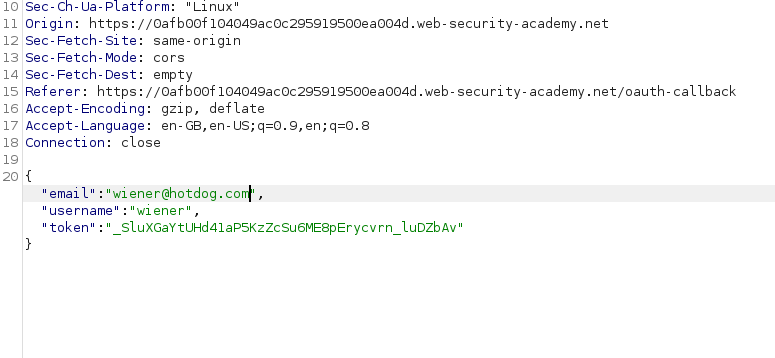 10 Sec-Ch-Ua-Platform: "Linux"
11 Origin: https://0afb00f104049ac0c295919500ea004d.web-security-academy.net
12 Sec-Fetch-Site: same-origin
13 Sec-Fetch-Mode: cors
14 Sec-Fetch-Dest: empty
15 Referer: https://0afb00f104049ac0c295919500ea004d.web-security-academy.net/oauth-callback
16 Accept-Encoding: gzip, deflate
17 Accept-Language: en-GB,en-US;q=0.9,en;q=0.8
18 Connection: close
19
20 {
"email":"wiener@hotdog.com",
"username":"wiener",
"token":"_SluXGaYtUHd41aP5KzZcSu6ME8pErycvrn_luDZbAv"
}